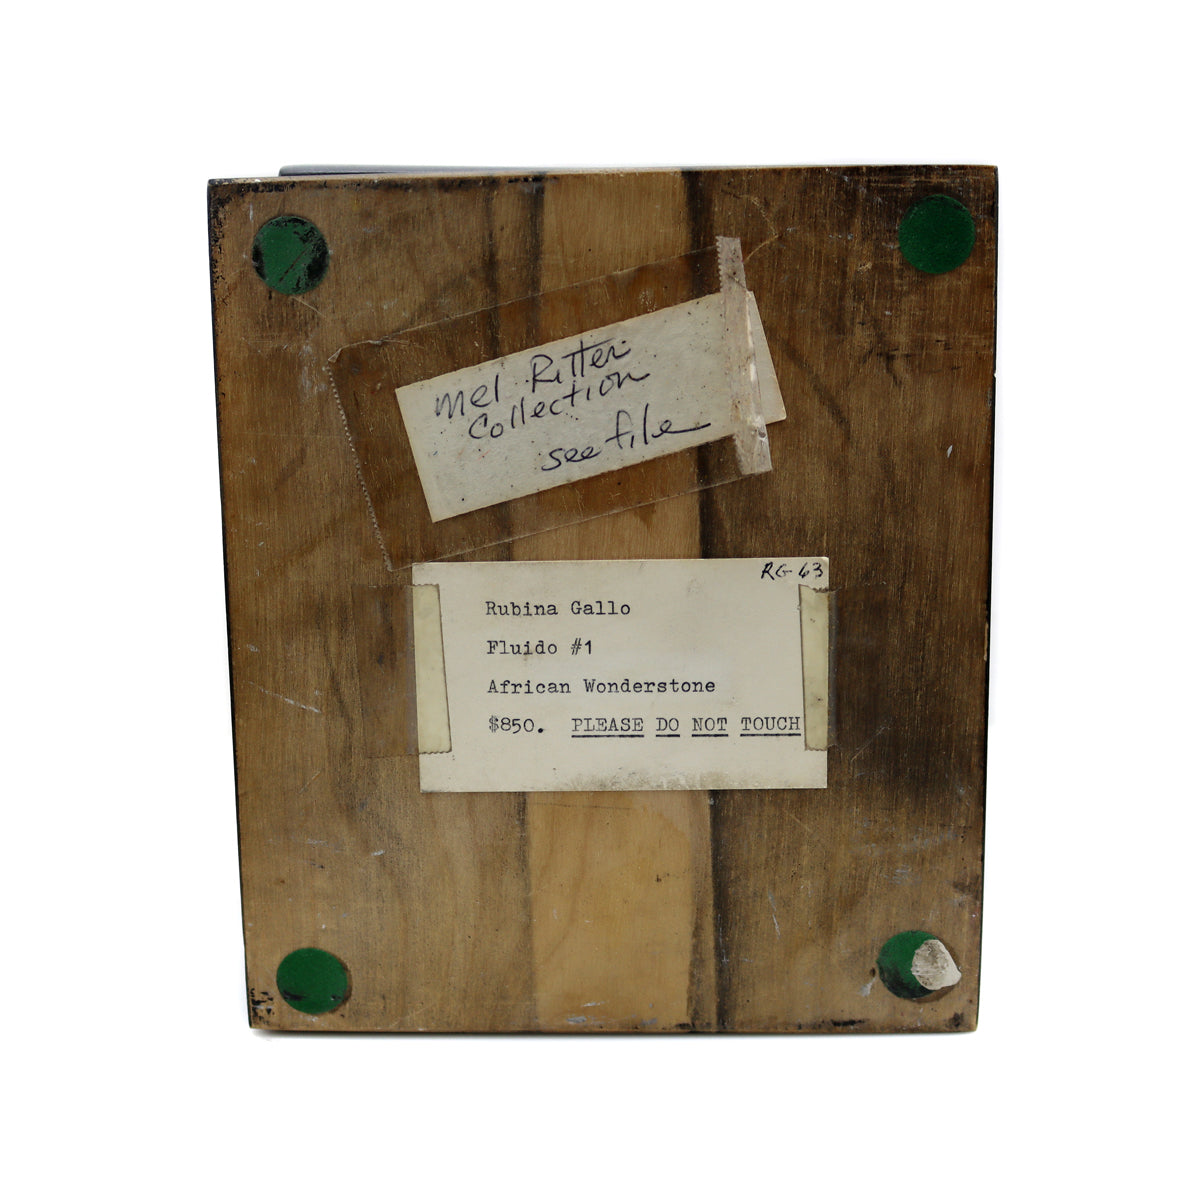 Mel Ritter
Collection
see file
RG-63
Rubina Gallo
Fluido #1
African Wonderstone
$850. PLEASE DO NOT TOUCH